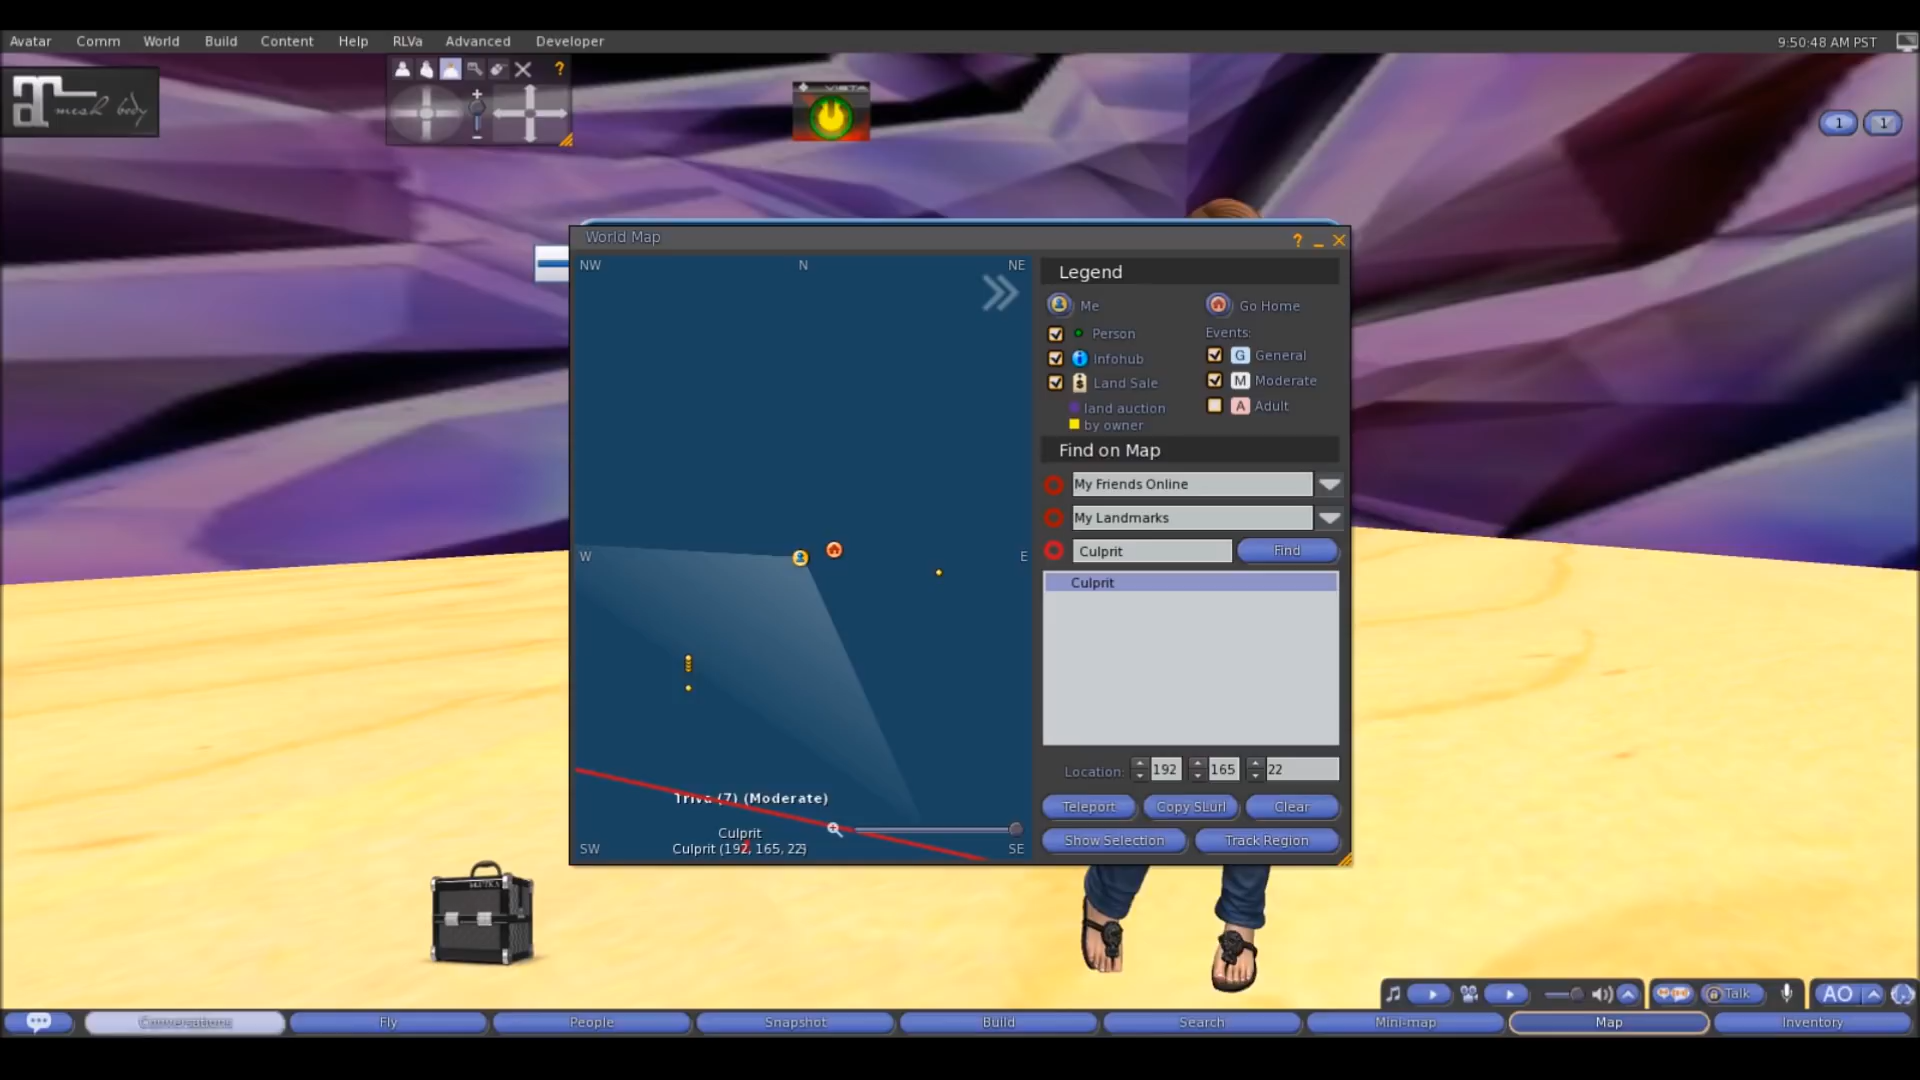 Avatar Comm World Build Content Help RLVa Advanced Developer
9:50:48 AM PST
mesh body
?
VISTA
1 1
World Map
? _
NW N NE
W E
SW SE
Legend
Me
Go Home
Person
Events:
Infohub
G General
Land Sale
M Moderate
land auction
A Adult
by owner
Find on Map
My Friends Online
My Landmarks
Culprit Find
Culprit
Location: 192 165 22
Teleport Copy SLurl Clear
Show Selection Track Region
(7) (Moderate)
Culprit
Culprit (192, 165, 22)
Talk AO
Conversations Fly People Snapshot Build Search Mini-map Map Inventory